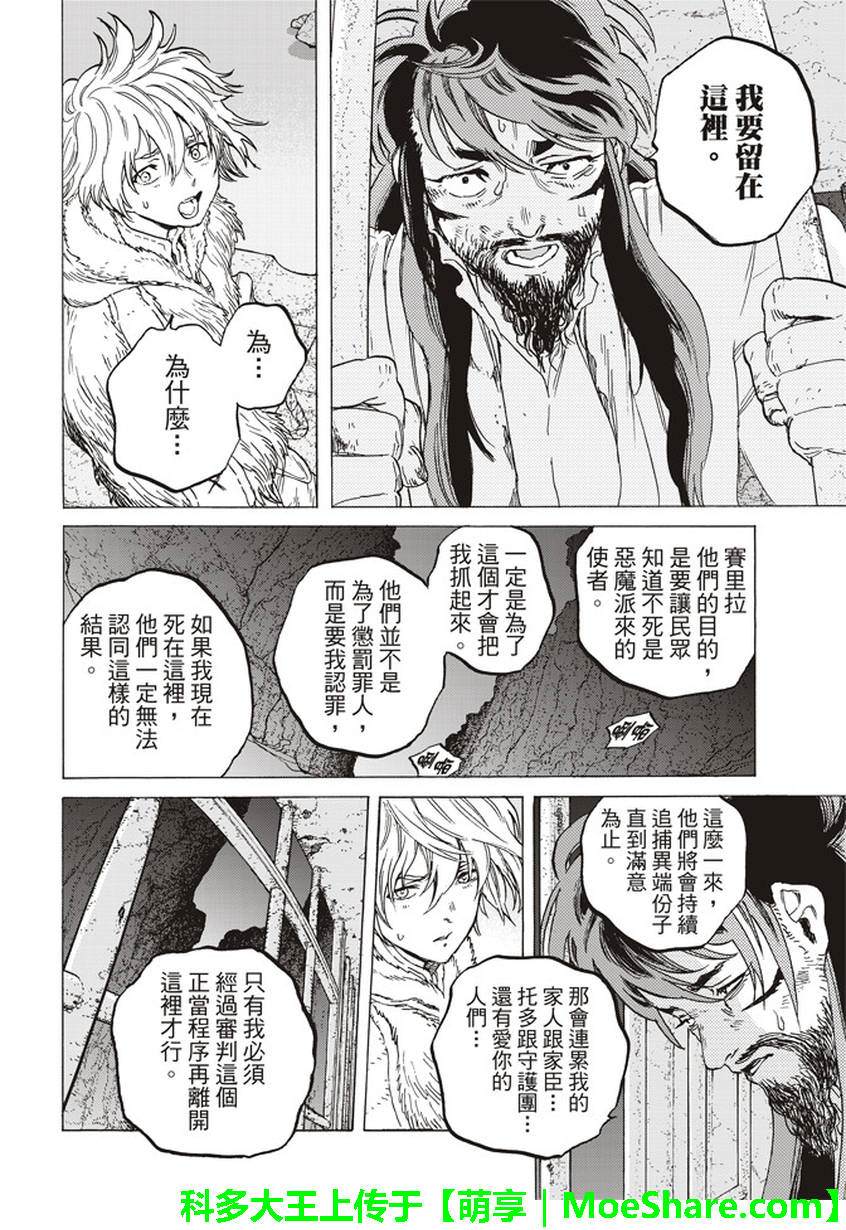 我要留在
這裡。
為…
為什麼…
賽里拉
他們的目的，
是要讓民眾
知道不死是
惡魔派來的
使者。
一定是為了
這個才會把
我抓起來。
他們並不是
為了懲罰罪人，
而是要我認罪，
如果我現在
死在這裡，
他們一定無法
認同這樣的
結果。
這麼一來，
他們將會持續
追捕異端份子
直到滿意
為止。
那會連累我的
家人跟家臣…
托多跟守護團…
還有愛你的
人們…
只有我必須
經過審判這個
正當程序再離開
這裡才行。
科多大王上传于【萌享|MoeShare.com】